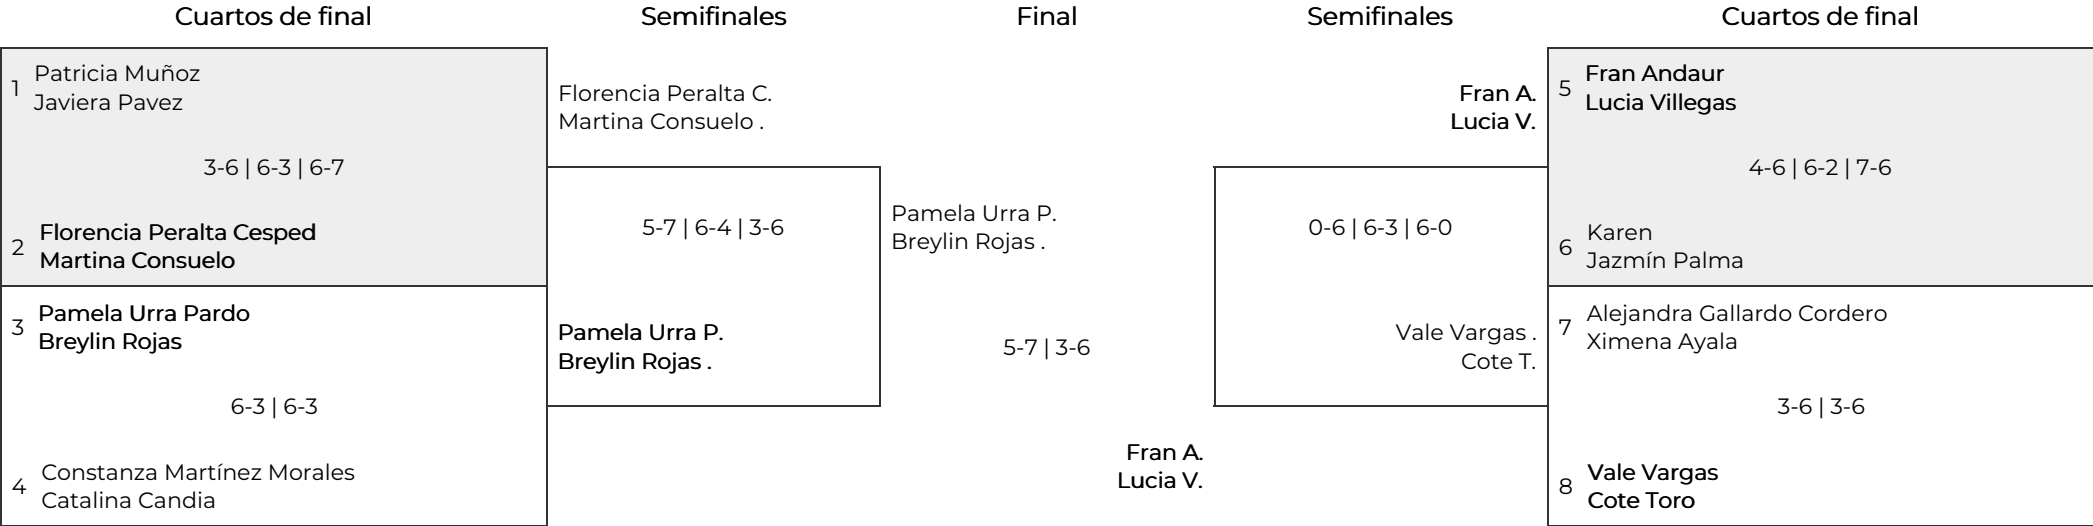 Cuartos de final
Semifinales
Final
Semifinales
Cuartos de final
1
Patricia Muñoz
Javiera Pavez
3-6 | 6-3 | 6-7
2
Florencia Peralta Cesped
Martina Consuelo
3
Pamela Urra Pardo
Breylin Rojas
6-3 | 6-3
4
Constanza Martínez Morales
Catalina Candia
Florencia Peralta C.
Martina Consuelo .
5-7 | 6-4 | 3-6
Pamela Urra P.
Breylin Rojas .
Pamela Urra P.
Breylin Rojas .
5-7 | 3-6
Fran A.
Lucia V.
Fran A.
Lucia V.
0-6 | 6-3 | 6-0
Vale Vargas .
Cote T.
5
Fran Andaur
Lucia Villegas
4-6 | 6-2 | 7-6
6
Karen
Jazmín Palma
7
Alejandra Gallardo Cordero
Ximena Ayala
3-6 | 3-6
8
Vale Vargas
Cote Toro